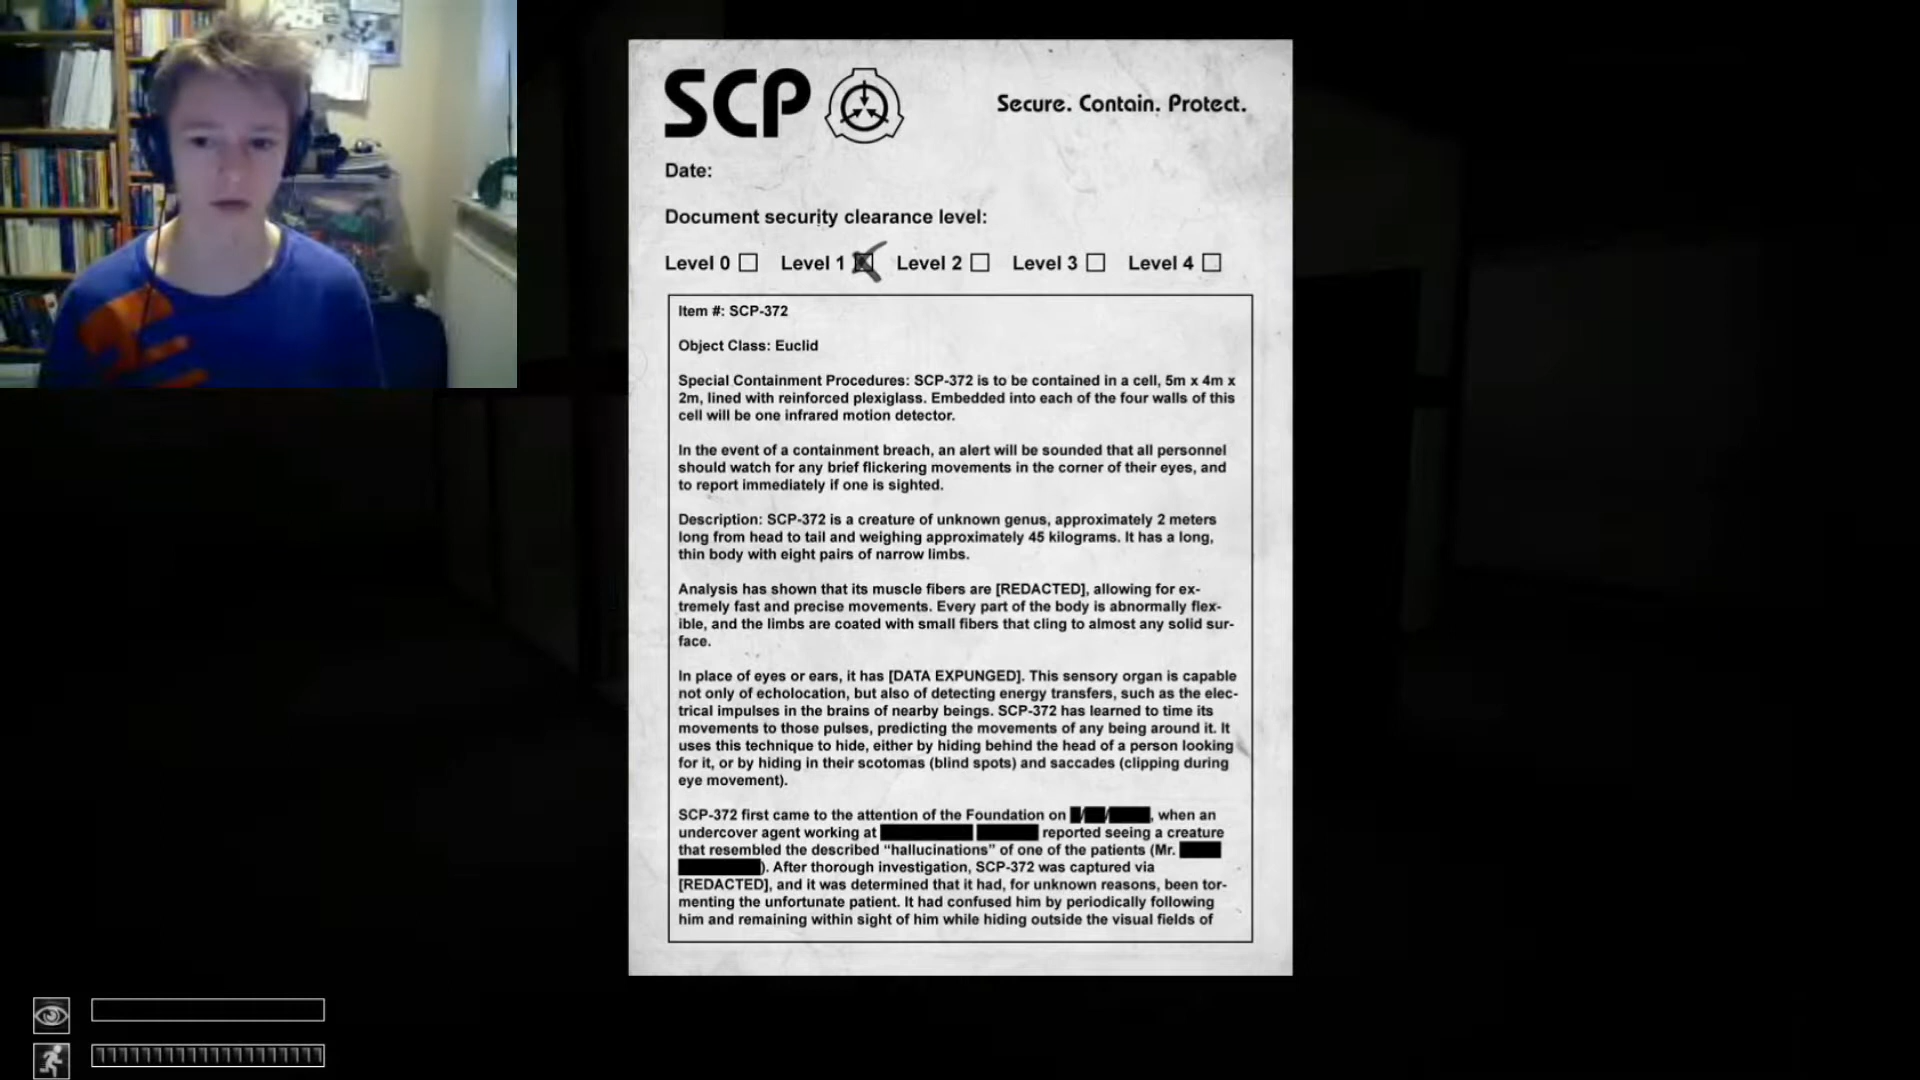 SCP
Secure. Contain. Protect.
Date:
Document security clearance level:
Level 0 Level 1 Level 2 Level 3 Level 4
Item #: SCP-372
Object Class: Euclid
Special Containment Procedures: SCP-372 is to be contained in a cell, 5m x 4m x
2m, lined with reinforced plexiglass. Embedded into each of the four walls of this
cell will be one infrared motion detector.
In the event of a containment breach, an alert will be sounded that all personnel
should watch for any brief flickering movements in the corner of their eyes, and
to report immediately if one is sighted.
Description: SCP-372 is a creature of unknown genus, approximately 2 meters
long from head to tail and weighing approximately 45 kilograms. It has a long,
thin body with eight pairs of narrow limbs.
Analysis has shown that its muscle fibers are [REDACTED], allowing for ex-
tremely fast and precise movements. Every part of the body is abnormally flex-
ible, and the limbs are coated with small fibers that cling to almost any solid sur-
face.
In place of eyes or ears, it has [DATA EXPUNGED]. This sensory organ is capable
not only of echolocation, but also of detecting energy transfers, such as the elec-
trical impulses in the brains of nearby beings. SCP-372 has learned to time its
movements to those pulses, predicting the movements of any being around it. It
uses this technique to hide, either by hiding behind the head of a person looking
for it, or by hiding in their scotomas (blind spots) and saccades (clipping during
eye movement).
SCP-372 first came to the attention of the Foundation on / / , when an
undercover agent working at reported seeing a creature
that resembled the described “hallucinations” of one of the patients (Mr.
). After thorough investigation, SCP-372 was captured via
[REDACTED], and it was determined that it had, for unknown reasons, been tor-
menting the unfortunate patient. It had confused him by periodically following
him and remaining within sight of him while hiding outside the visual fields of